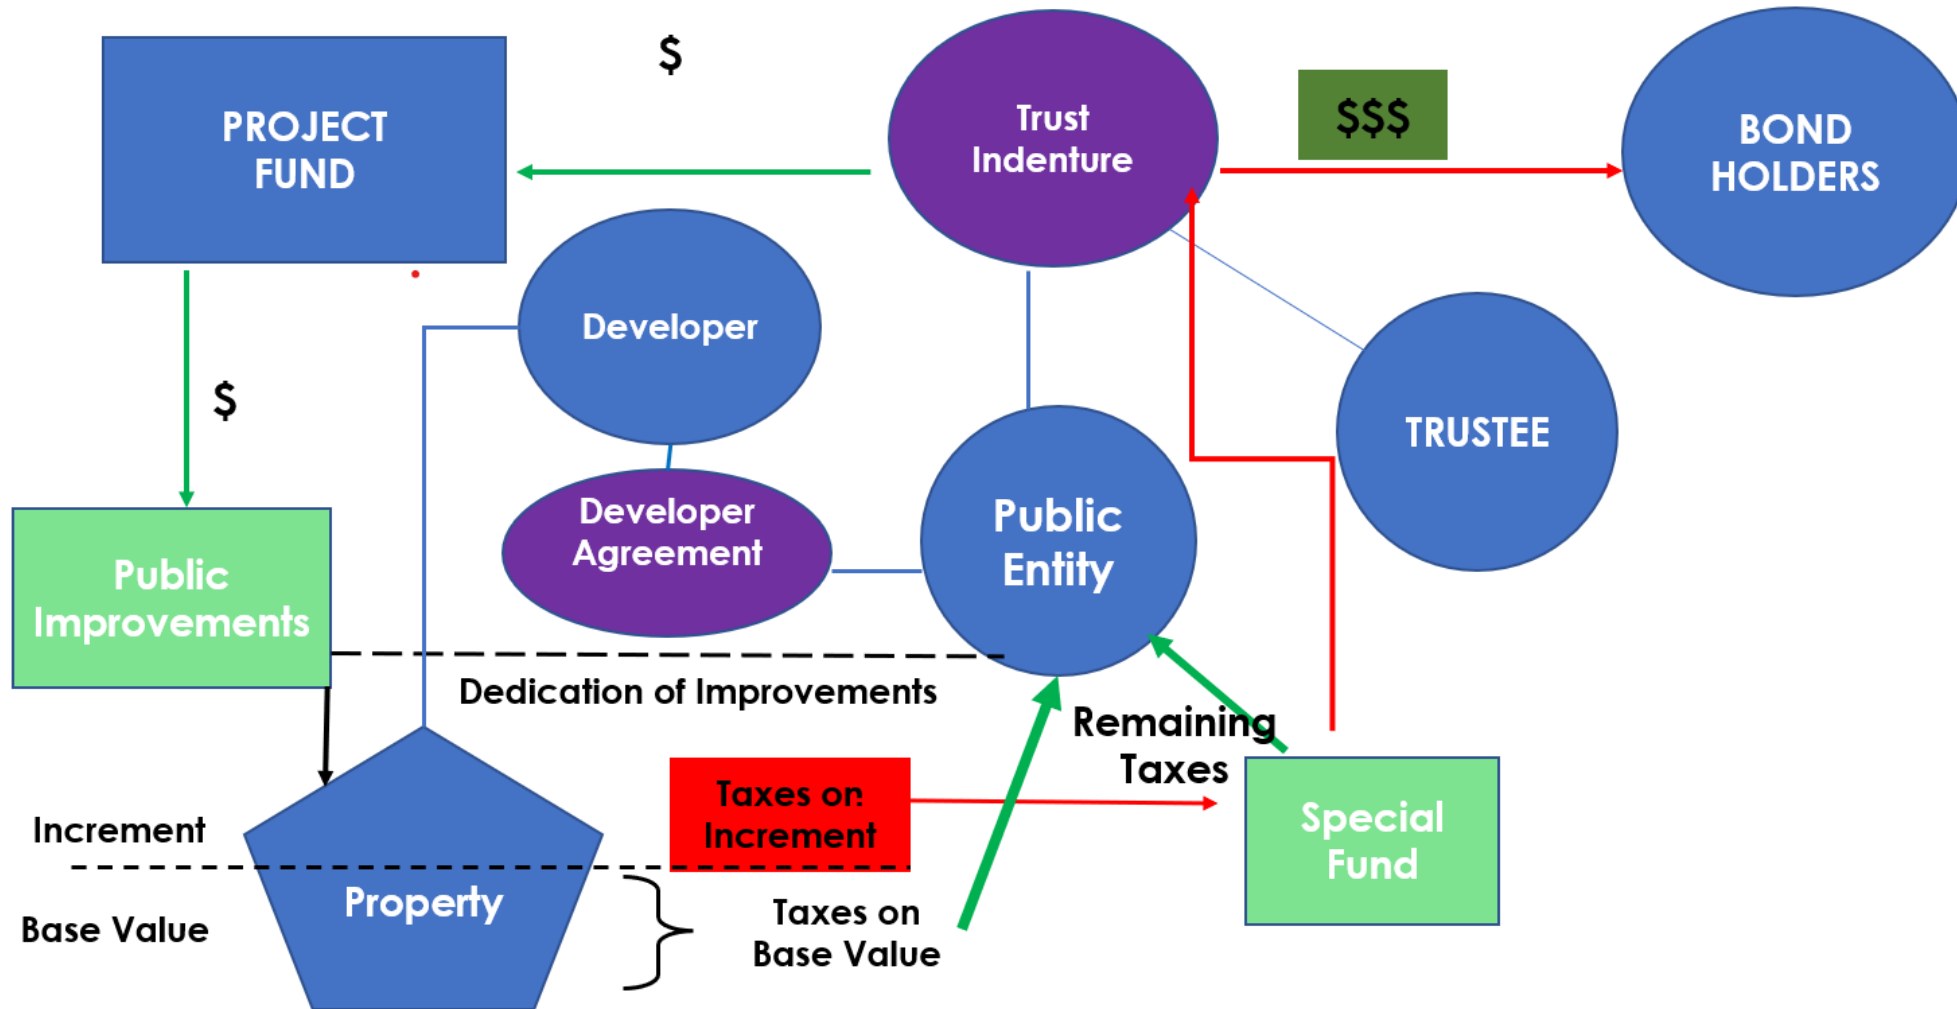 $
PROJECT
FUND
Trust
Indenture
$$$
BOND
HOLDERS
Developer
$
TRUSTEE
Developer
Agreement
Public
Entity
Public
Improvements
Dedication of Improvements
Remaining
Taxes
Taxes on
Increment
Special
Fund
Increment
Property
Base Value
Taxes on
Base Value